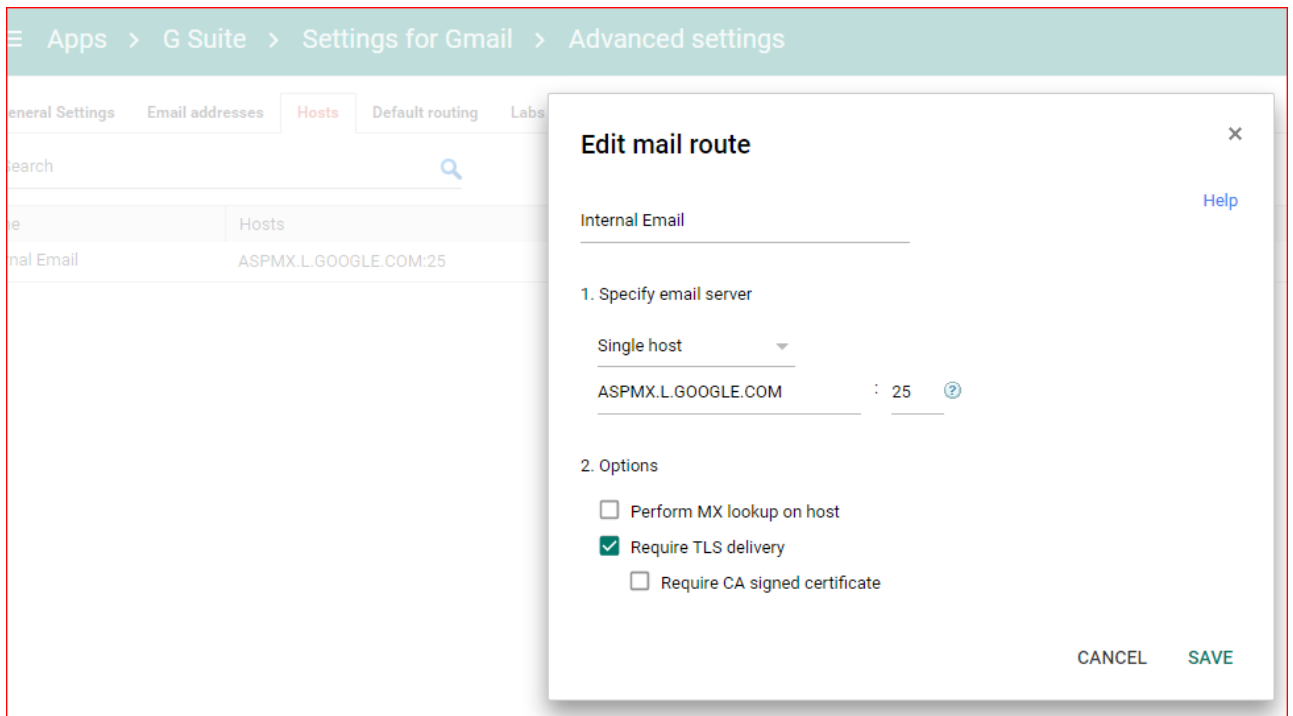 Apps > G Suite > Settings for Gmail > Advanced settings
eneral Settings Email addresses Hosts Default routing Labs
Search
e Hosts
nal Email ASPMX.L.GOOGLE.COM:25
Edit mail route
×
Help
Internal Email
1. Specify email server
Single host
ASPMX.L.GOOGLE.COM : 25 ?
2. Options
Perform MX lookup on host
Require TLS delivery
Require CA signed certificate
CANCEL SAVE